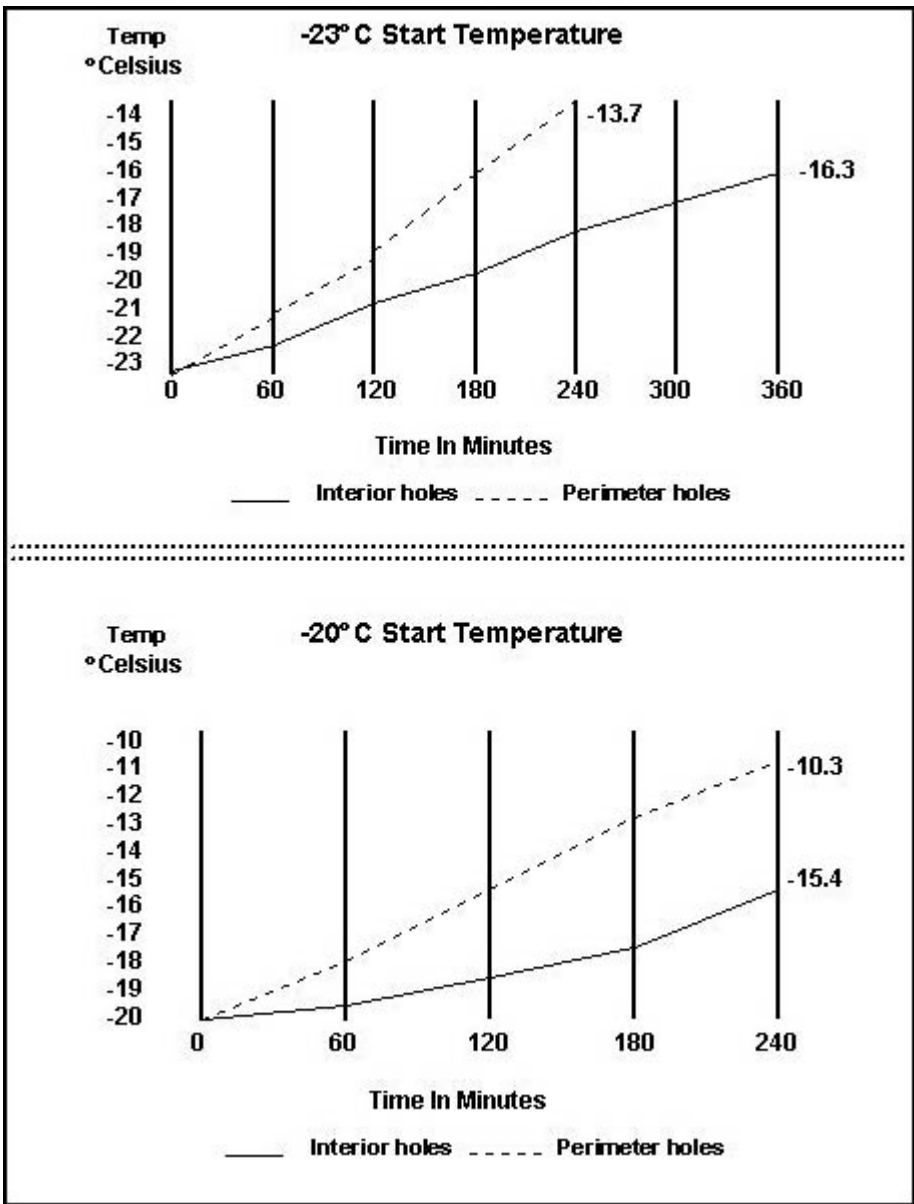 Temp
°Celsius
-23° C Start Temperature
-14
-15
-16
-17
-18
-19
-20
-21
-22
-23
-13.7
-16.3
0 60 120 180 240 300 360
Time In Minutes
Interior holes Perimeter holes
Temp
°Celsius
-20° C Start Temperature
-10
-11
-12
-13
-14
-15
-16
-17
-18
-19
-20
-10.3
-15.4
0 60 120 180 240
Time In Minutes
Interior holes Perimeter holes